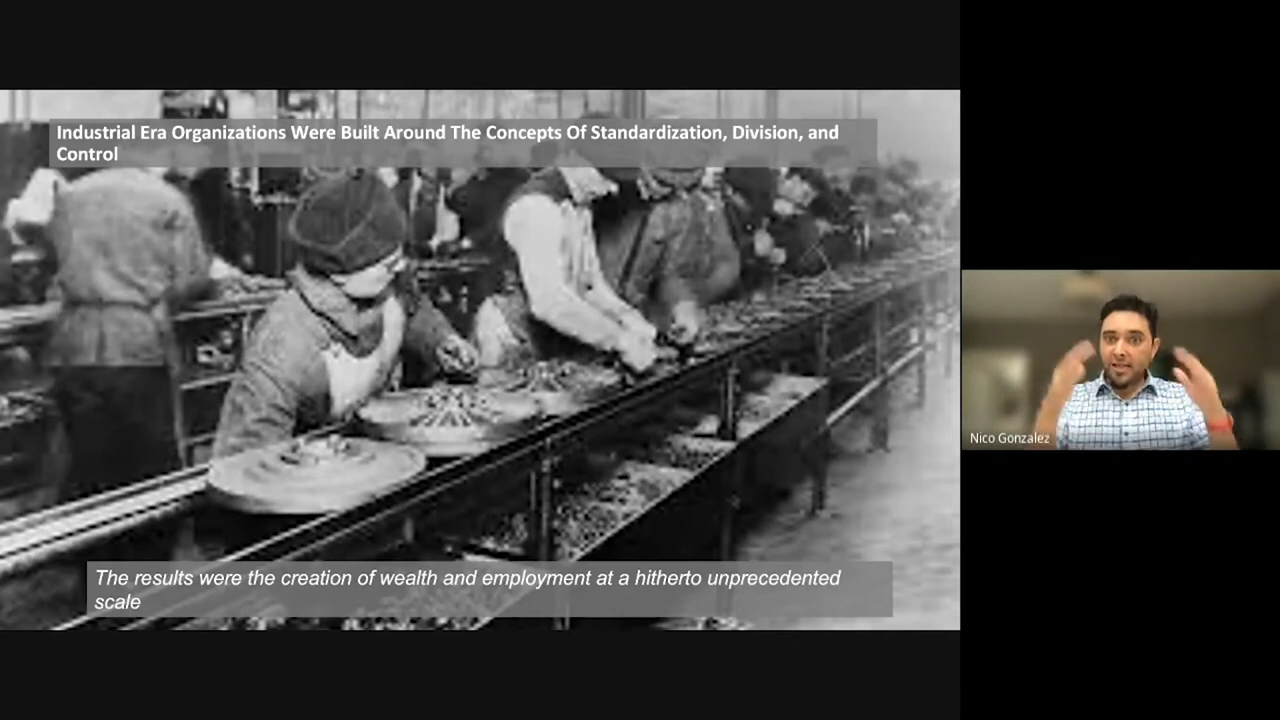 Industrial Era Organizations Were Built Around The Concepts Of Standardization, Division, and
Control
Nico Gonzalez
The results were the creation of wealth and employment at a hitherto unprecedented
scale